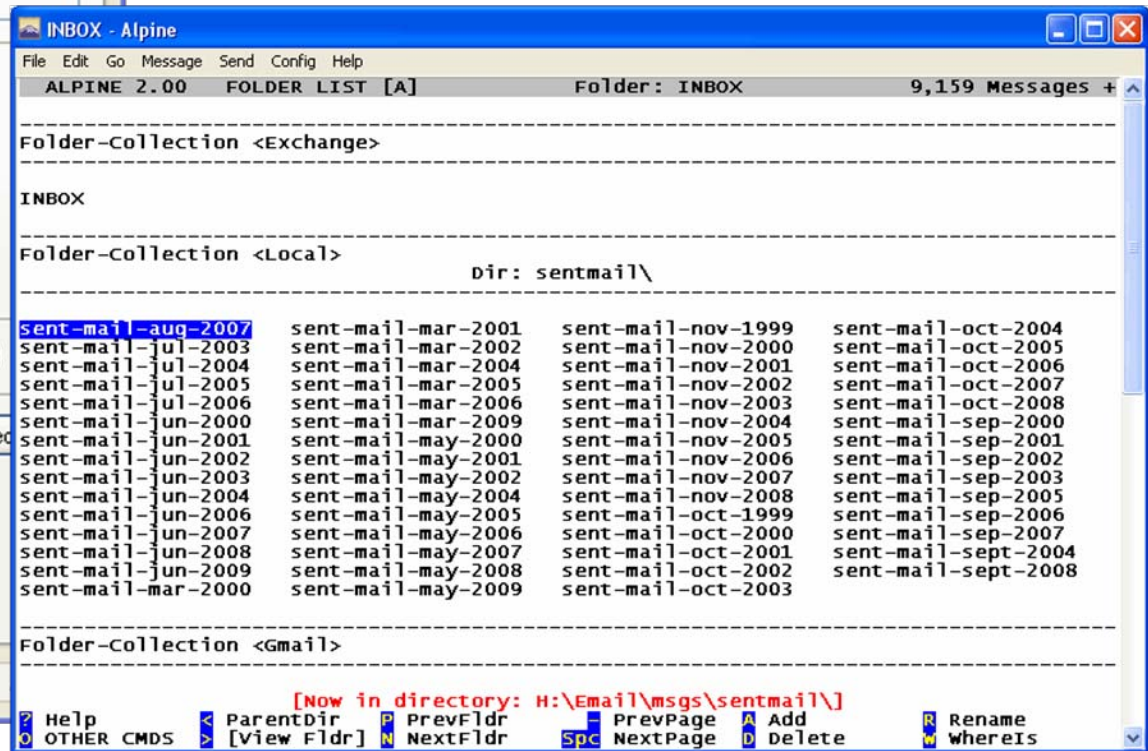 INBOX - Alpine
File Edit Go Message Send Config Help
ALPINE 2.00 FOLDER LIST [A] Folder: INBOX 9,159 Messages +
Folder-Collection <Exchange>
INBOX
Folder-Collection <Local>
Dir: sentmail\
sent-mail-aug-2007 sent-mail-mar-2001 sent-mail-nov-1999 sent-mail-oct-2004
sent-mail-jul-2003 sent-mail-mar-2002 sent-mail-nov-2000 sent-mail-oct-2005
sent-mail-jul-2004 sent-mail-mar-2004 sent-mail-nov-2001 sent-mail-oct-2006
sent-mail-jul-2005 sent-mail-mar-2005 sent-mail-nov-2002 sent-mail-oct-2007
sent-mail-jul-2006 sent-mail-mar-2006 sent-mail-nov-2003 sent-mail-oct-2008
sent-mail-jun-2000 sent-mail-mar-2009 sent-mail-nov-2004 sent-mail-sep-2000
sent-mail-jun-2001 sent-mail-may-2000 sent-mail-nov-2005 sent-mail-sep-2001
sent-mail-jun-2002 sent-mail-may-2001 sent-mail-nov-2006 sent-mail-sep-2002
sent-mail-jun-2003 sent-mail-may-2002 sent-mail-nov-2007 sent-mail-sep-2003
sent-mail-jun-2004 sent-mail-may-2004 sent-mail-nov-2008 sent-mail-sep-2005
sent-mail-jun-2006 sent-mail-may-2005 sent-mail-oct-1999 sent-mail-sep-2006
sent-mail-jun-2007 sent-mail-may-2006 sent-mail-oct-2000 sent-mail-sep-2007
sent-mail-jun-2008 sent-mail-may-2007 sent-mail-oct-2001 sent-mail-sept-2004
sent-mail-jun-2009 sent-mail-may-2008 sent-mail-oct-2002 sent-mail-sept-2008
sent-mail-mar-2000 sent-mail-may-2009 sent-mail-oct-2003
Folder-Collection <Gmail>
[Now in directory: H:\Email\msgs\sentmail\]
? Help < ParentDir P PrevFldr - PrevPage A Add R Rename
O OTHER CMDS > [View Fldr] N NextFldr Spc NextPage D Delete W WhereIs